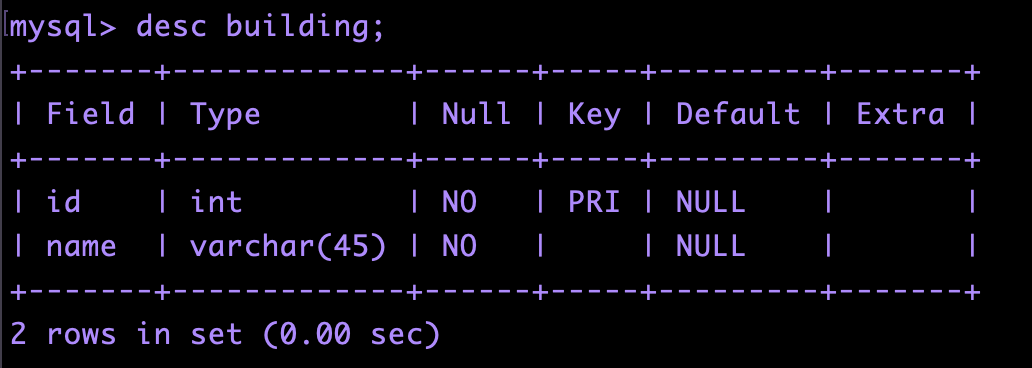 mysql> desc building;
+-------+-------------+------+-----+---------+-------+
| Field | Type        | Null | Key | Default | Extra |
+-------+-------------+------+-----+---------+-------+
| id    | int         | NO   | PRI | NULL    |       |
| name  | varchar(45) | NO   |     | NULL    |       |
+-------+-------------+------+-----+---------+-------+
2 rows in set (0.00 sec)